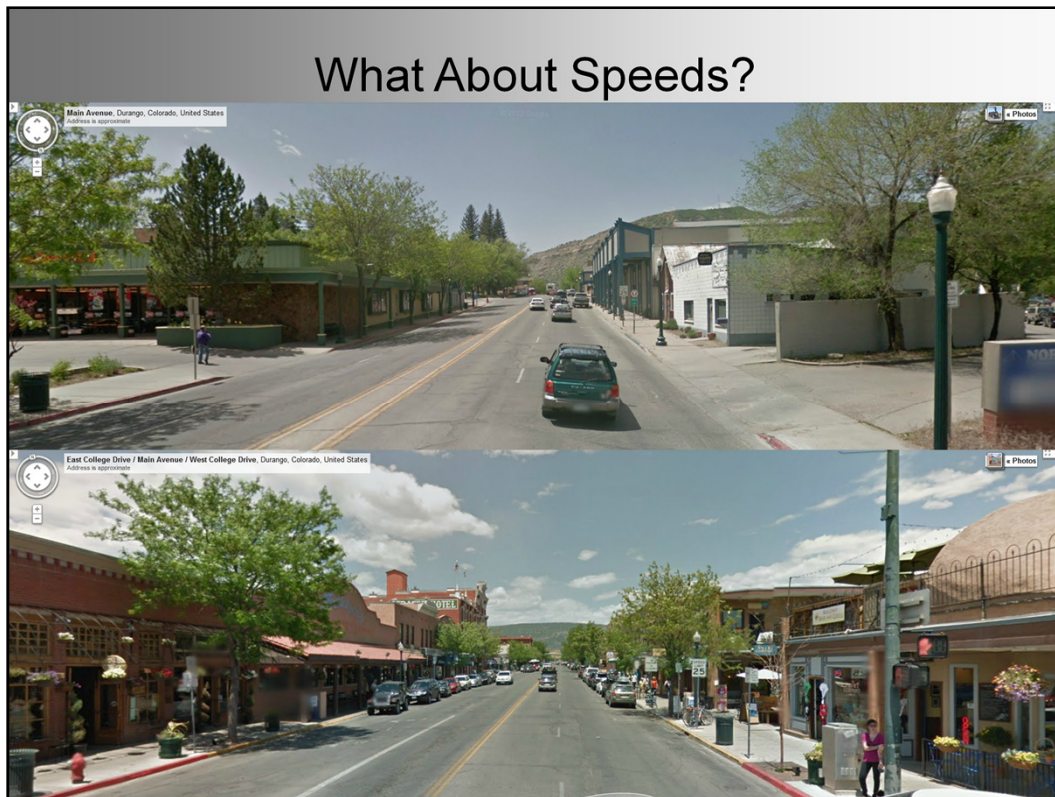 What About Speeds?
Main Avenue, Durango, Colorado, United States
Address is approximate
« Photos
NOR
East College Drive / Main Avenue / West College Drive, Durango, Colorado, United States
Address is approximate
« Photos
HOTEL
25